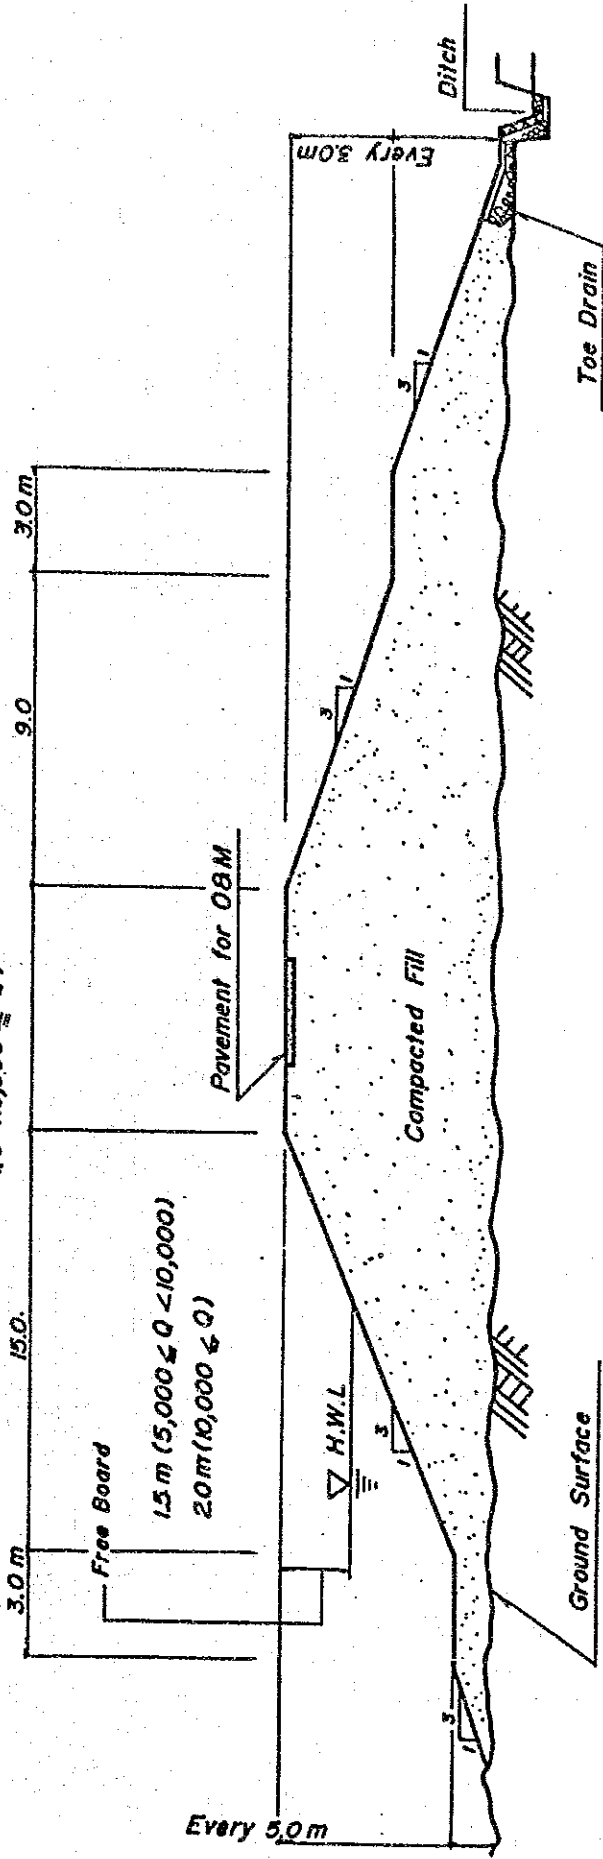 3.0 m
15.0.
9.0
3.0 m
Free Board
1.5 m (5,000 ≦ Q < 10,000)
2.0 m (10,000 ≦ Q)
H.W.L
Pavement for O&M
Every 5.0 m
Every 3.0 m
3
1
3
1
3
1
3
1
Compacted Fill
Ground Surface
Toe Drain
Ditch